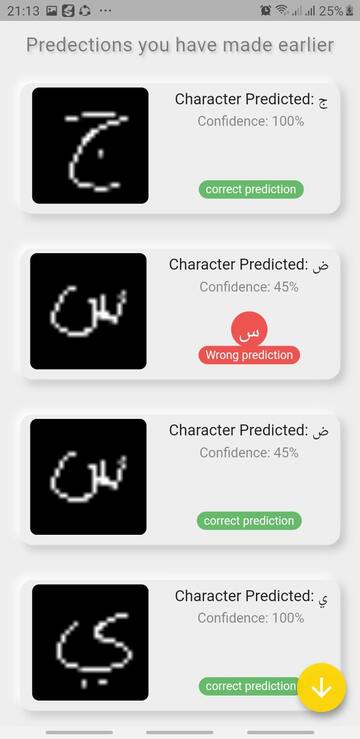 21:13
25%
Predections you have made earlier
ج
Character Predicted: ج
Confidence: 100%
correct prediction
س
Character Predicted: ض
Confidence: 45%
س
Wrong prediction
س
Character Predicted: ض
Confidence: 45%
correct prediction
ي
Character Predicted: ي
Confidence: 100%
correct prediction